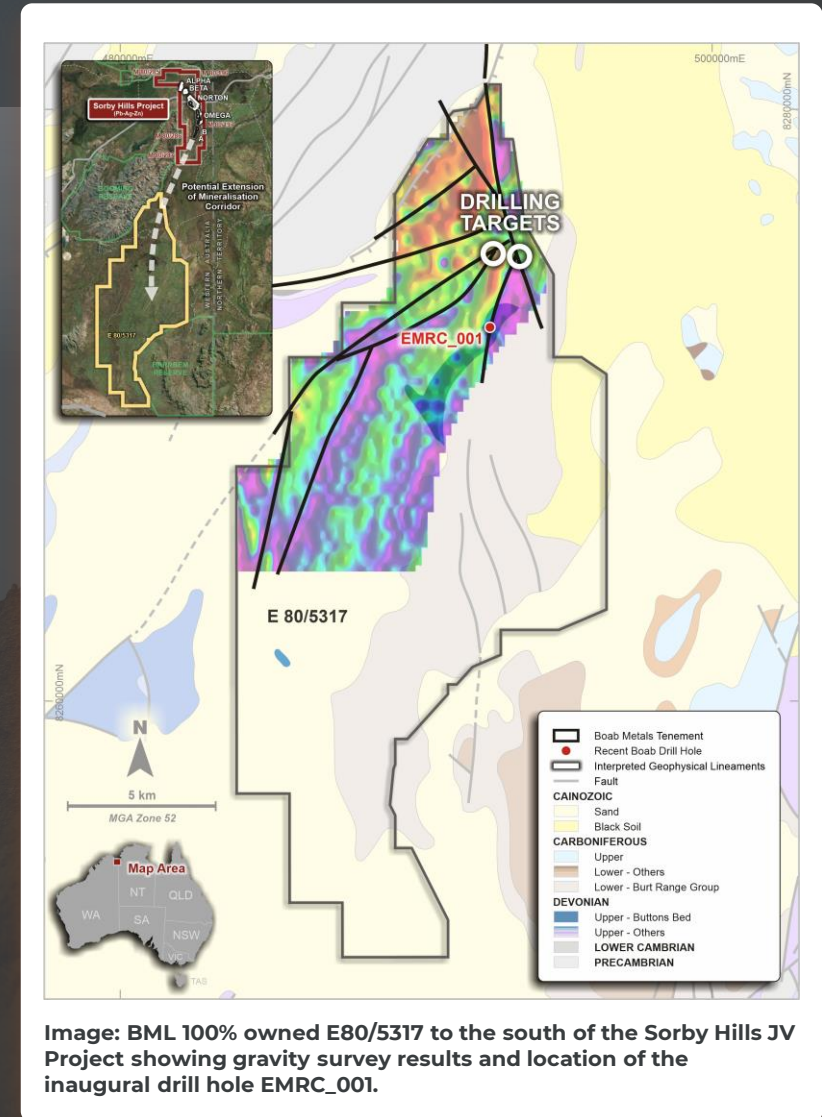 480000mE
500000mE
8280000mN
ALPHA
BETA
NORTON
Sorby Hills Project
(Pb-Ag-Zn)
OMEGA
B
A
Potential Extension
of Mineralisation
Corridor
WESTERN AUSTRALIA
NORTHERN TERRITORY
E 80/5317
DRILLING
TARGETS
EMRC_001
E 80/5317
8260000mN
N
5 km
MGA Zone 52
Map Area
NT
QLD
WA
SA
NSW
VIC
TAS
Boab Metals Tenement
Recent Boab Drill Hole
Interpreted Geophysical Lineaments
Fault
CAINOZOIC
Sand
Black Soil
CARBONIFEROUS
Upper
Lower - Others
Lower - Burt Range Group
DEVONIAN
Upper - Buttons Bed
Upper - Others
LOWER CAMBRIAN
PRECAMBRIAN
Image: BML 100% owned E80/5317 to the south of the Sorby Hills JV
Project showing gravity survey results and location of the
inaugural drill hole EMRC_001.